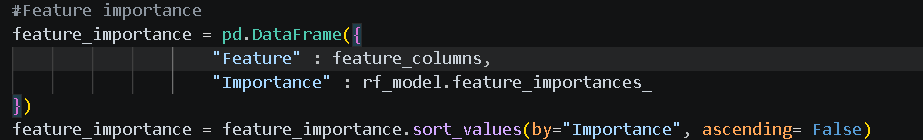 #Feature importance
feature_importance = pd.DataFrame({
                    "Feature" : feature_columns,
                    "Importance" : rf_model.feature_importances_
})
feature_importance = feature_importance.sort_values(by="Importance", ascending= False)